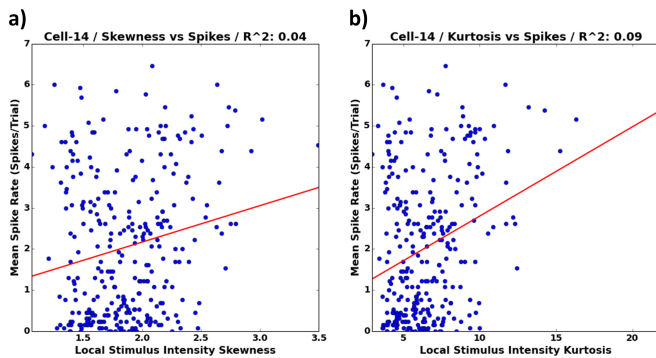 a)
Cell-14 / Skewness vs Spikes / R^2: 0.04
7
6
5
4
3
2
1
0
Mean Spike Rate (Spikes/Trial)
1.5 2.0 2.5 3.0 3.5
Local Stimulus Intensity Skewness
b)
Cell-14 / Kurtosis vs Spikes / R^2: 0.09
7
6
5
4
3
2
1
0
Mean Spike Rate (Spikes/Trial)
5 10 15 20
Local Stimulus Intensity Kurtosis